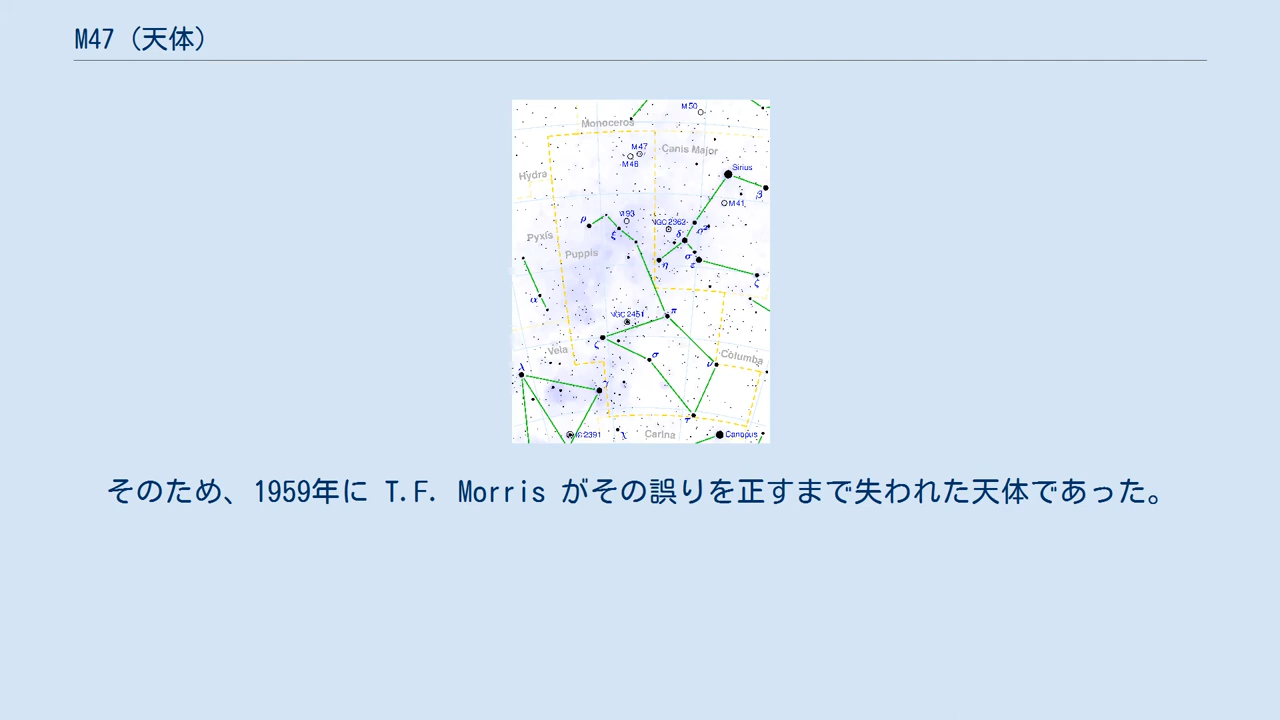 M47（天体）
M50
Monoceros
M47
Canis Major
M46
Sirius
Hydra
β
M41
ρ
M93
NGC 2362
ξ
δ
Pyxis
Puppis
η
σ
ε
ζ
α
NGC 2451
π
ζ
Vela
σ
ν
Columba
λ
γ
τ
IC 2391
χ
Carina
Canopus
そのため、1959年に T.F. Morris がその誤りを正すまで失われた天体であった。